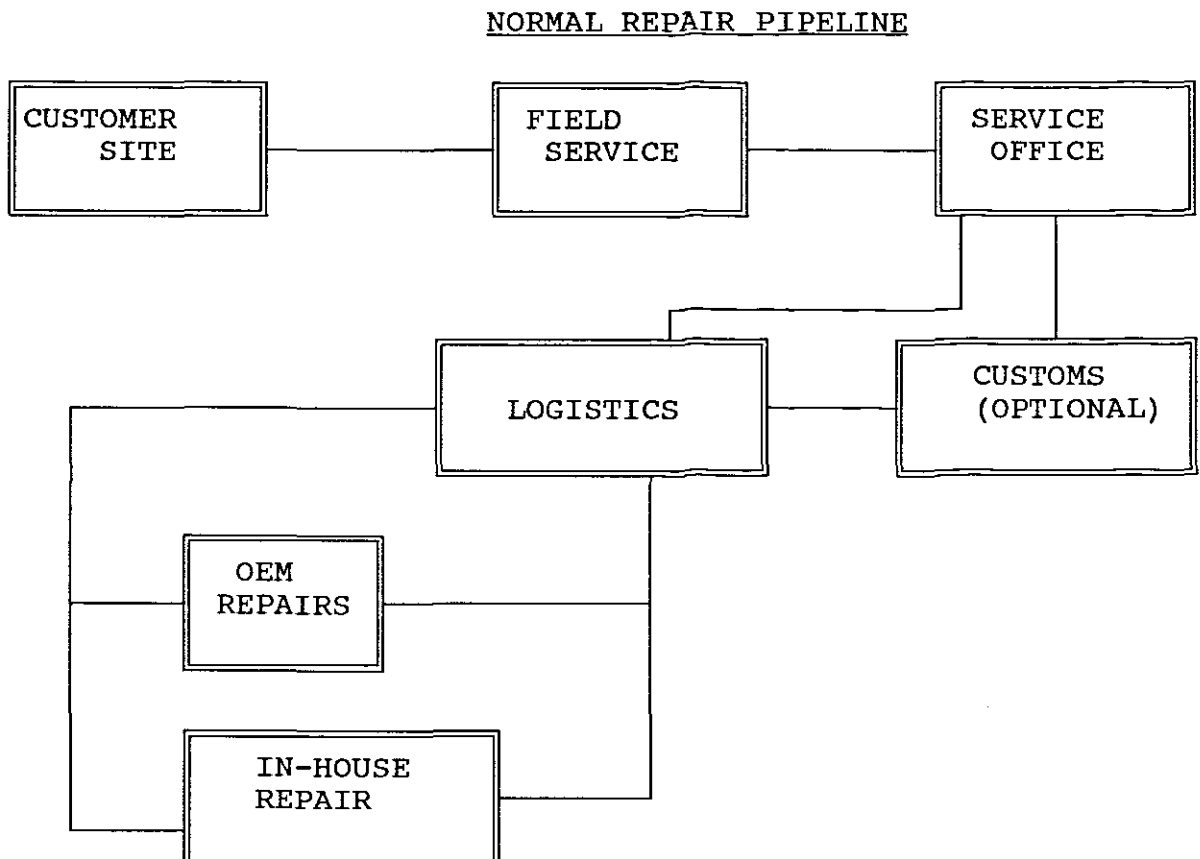 NORMAL REPAIR PIPELINE
CUSTOMER
SITE
FIELD
SERVICE
SERVICE
OFFICE
LOGISTICS
CUSTOMS
(OPTIONAL)
OEM
REPAIRS
IN-HOUSE
REPAIR